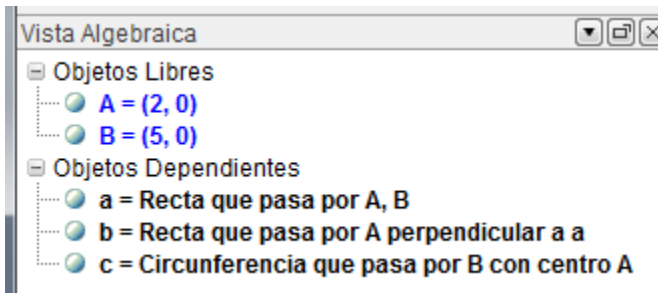 Vista Algebraica
Objetos Libres
A = (2, 0)
B = (5, 0)
Objetos Dependientes
a = Recta que pasa por A, B
b = Recta que pasa por A perpendicular a a
c = Circunferencia que pasa por B con centro A